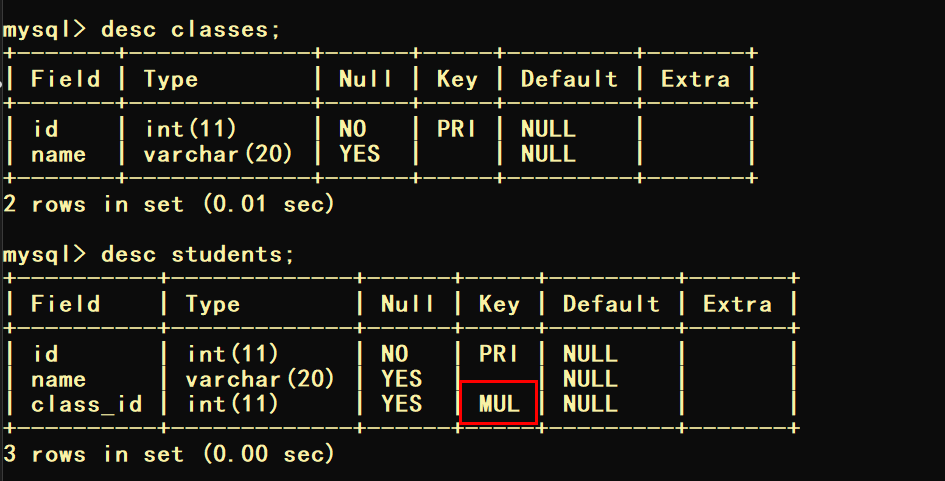 mysql> desc classes;
+-------+-------------+------+-----+---------+-------+
| Field | Type        | Null | Key | Default | Extra |
+-------+-------------+------+-----+---------+-------+
| id    | int(11)     | NO   | PRI | NULL    |       |
| name  | varchar(20) | YES  |     | NULL    |       |
+-------+-------------+------+-----+---------+-------+
2 rows in set (0.01 sec)
mysql> desc students;
+----------+-------------+------+-----+---------+-------+
| Field    | Type        | Null | Key | Default | Extra |
+----------+-------------+------+-----+---------+-------+
| id       | int(11)     | NO   | PRI | NULL    |       |
| name     | varchar(20) | YES  |     | NULL    |       |
| class_id | int(11)     | YES  | MUL | NULL    |       |
+----------+-------------+------+-----+---------+-------+
3 rows in set (0.00 sec)